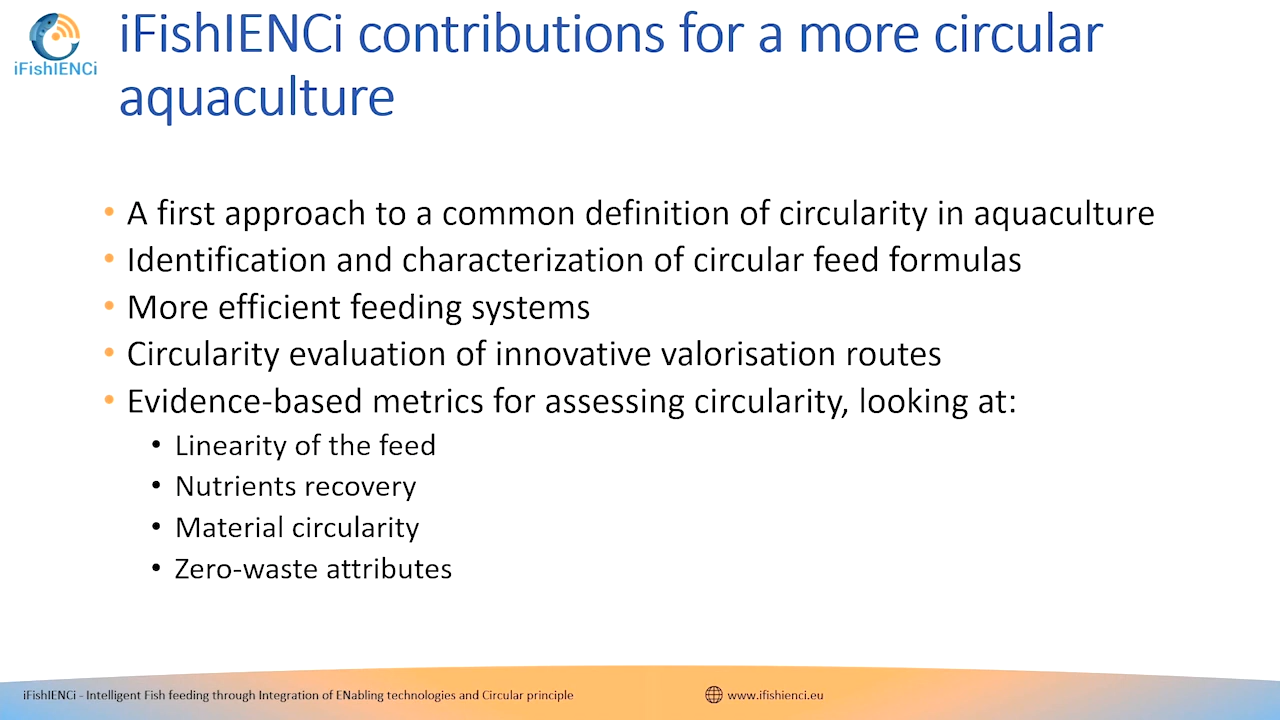 iFishIENCi
iFishIENCi contributions for a more circular
aquaculture
• A first approach to a common definition of circularity in aquaculture
• Identification and characterization of circular feed formulas
• More efficient feeding systems
• Circularity evaluation of innovative valorisation routes
• Evidence-based metrics for assessing circularity, looking at:
• Linearity of the feed
• Nutrients recovery
• Material circularity
• Zero-waste attributes
iFishIENCi - Intelligent Fish feeding through Integration of ENabling technologies and Circular principle
www.ifishienci.eu